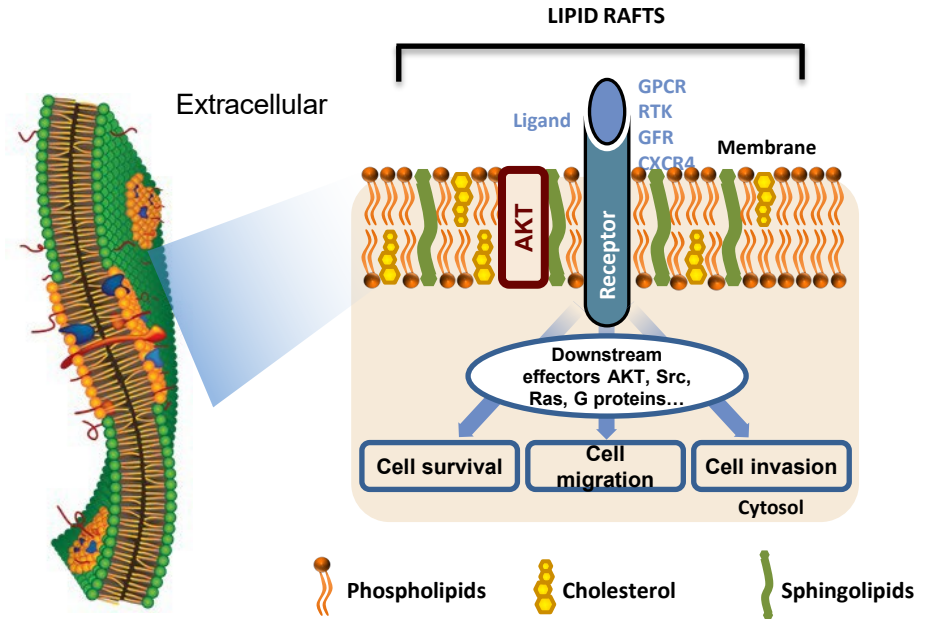 LIPID RAFTS
Extracellular
Ligand
GPCR
RTK
GFR
CXCR4
Membrane
AKT
Receptor
Downstream
effectors AKT, Src,
Ras, G proteins...
Cell survival
Cell
migration
Cell invasion
Cytosol
Phospholipids
Cholesterol
Sphingolipids